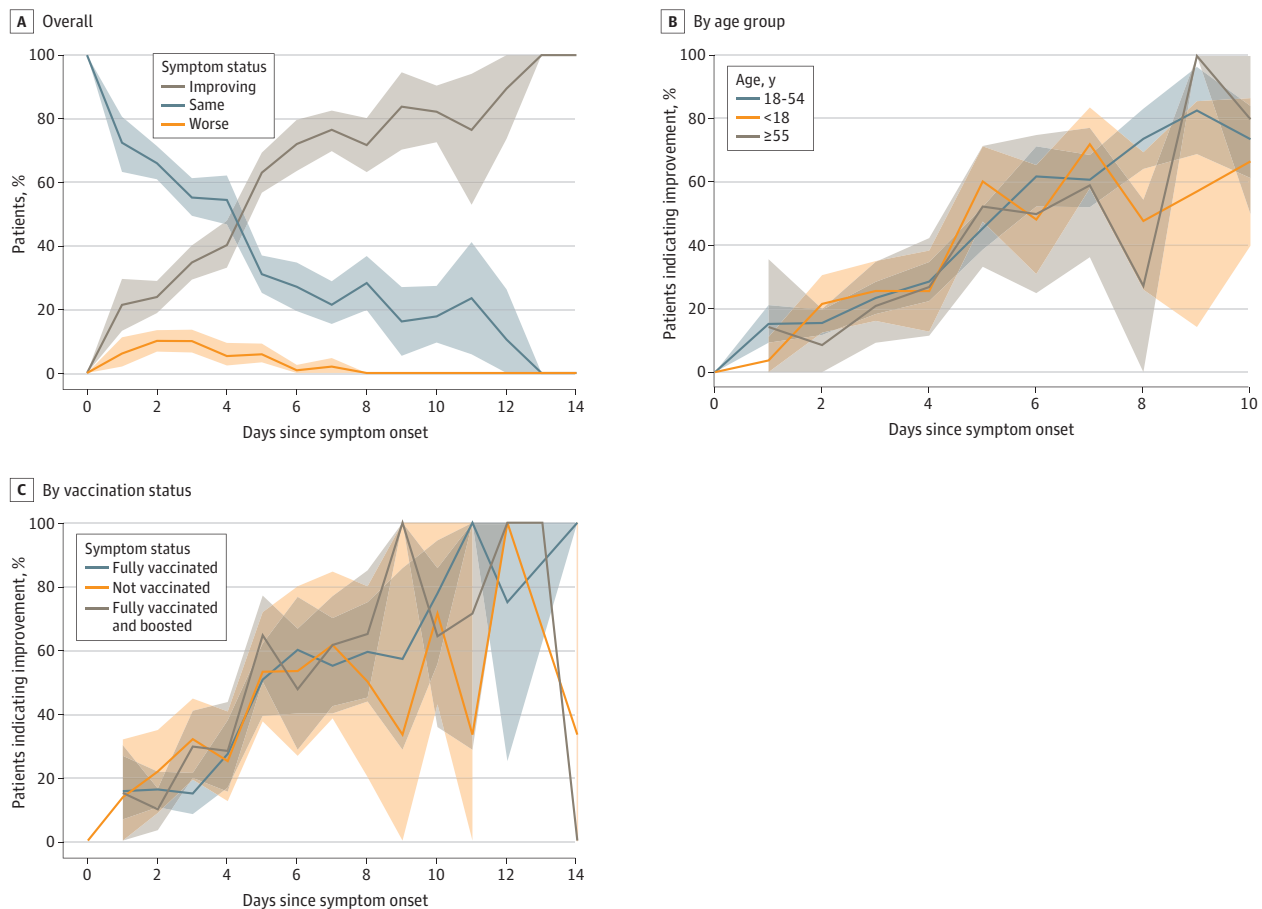 A Overall
Patients, %
100
80
60
40
20
0
Symptom status
Improving
Same
Worse
0 2 4 6 8 10 12 14
Days since symptom onset
B By age group
Patients indicating improvement, %
100
80
60
40
20
0
Age, y
18-54
<18
≥55
0 2 4 6 8 10
Days since symptom onset
C By vaccination status
Patients indicating improvement, %
100
80
60
40
20
0
Symptom status
Fully vaccinated
Not vaccinated
Fully vaccinated
and boosted
0 2 4 6 8 10 12 14
Days since symptom onset